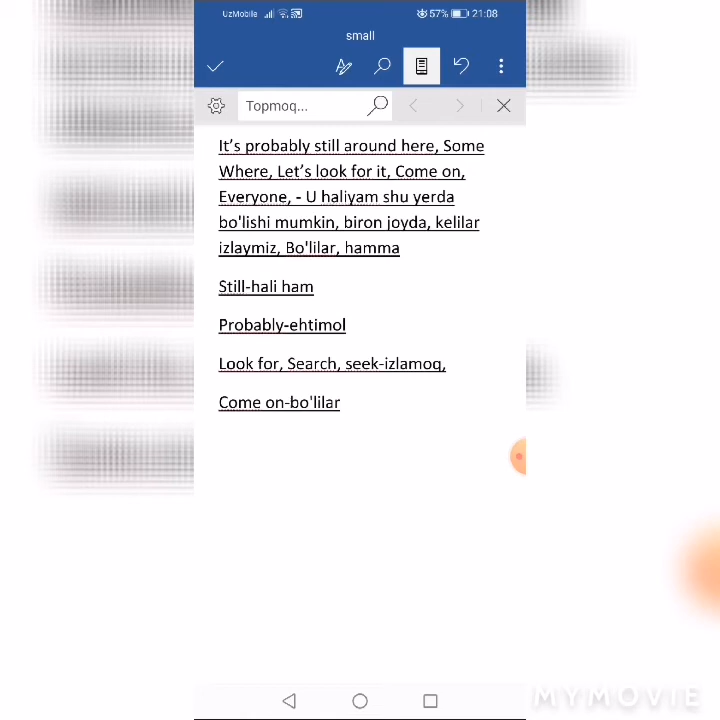 UzMobile 57% 21:08
small
Topmoq...
It's probably still around here, Some
Where, Let's look for it, Come on,
Everyone, - U haliyam shu yerda
bo'lishi mumkin, biron joyda, kelilar
izlaymiz, Bo'lilar, hamma
Still-hali ham
Probably-ehtimol
Look for, Search, seek-izlamoq,
Come on-bo'lilar
MYMOVIE